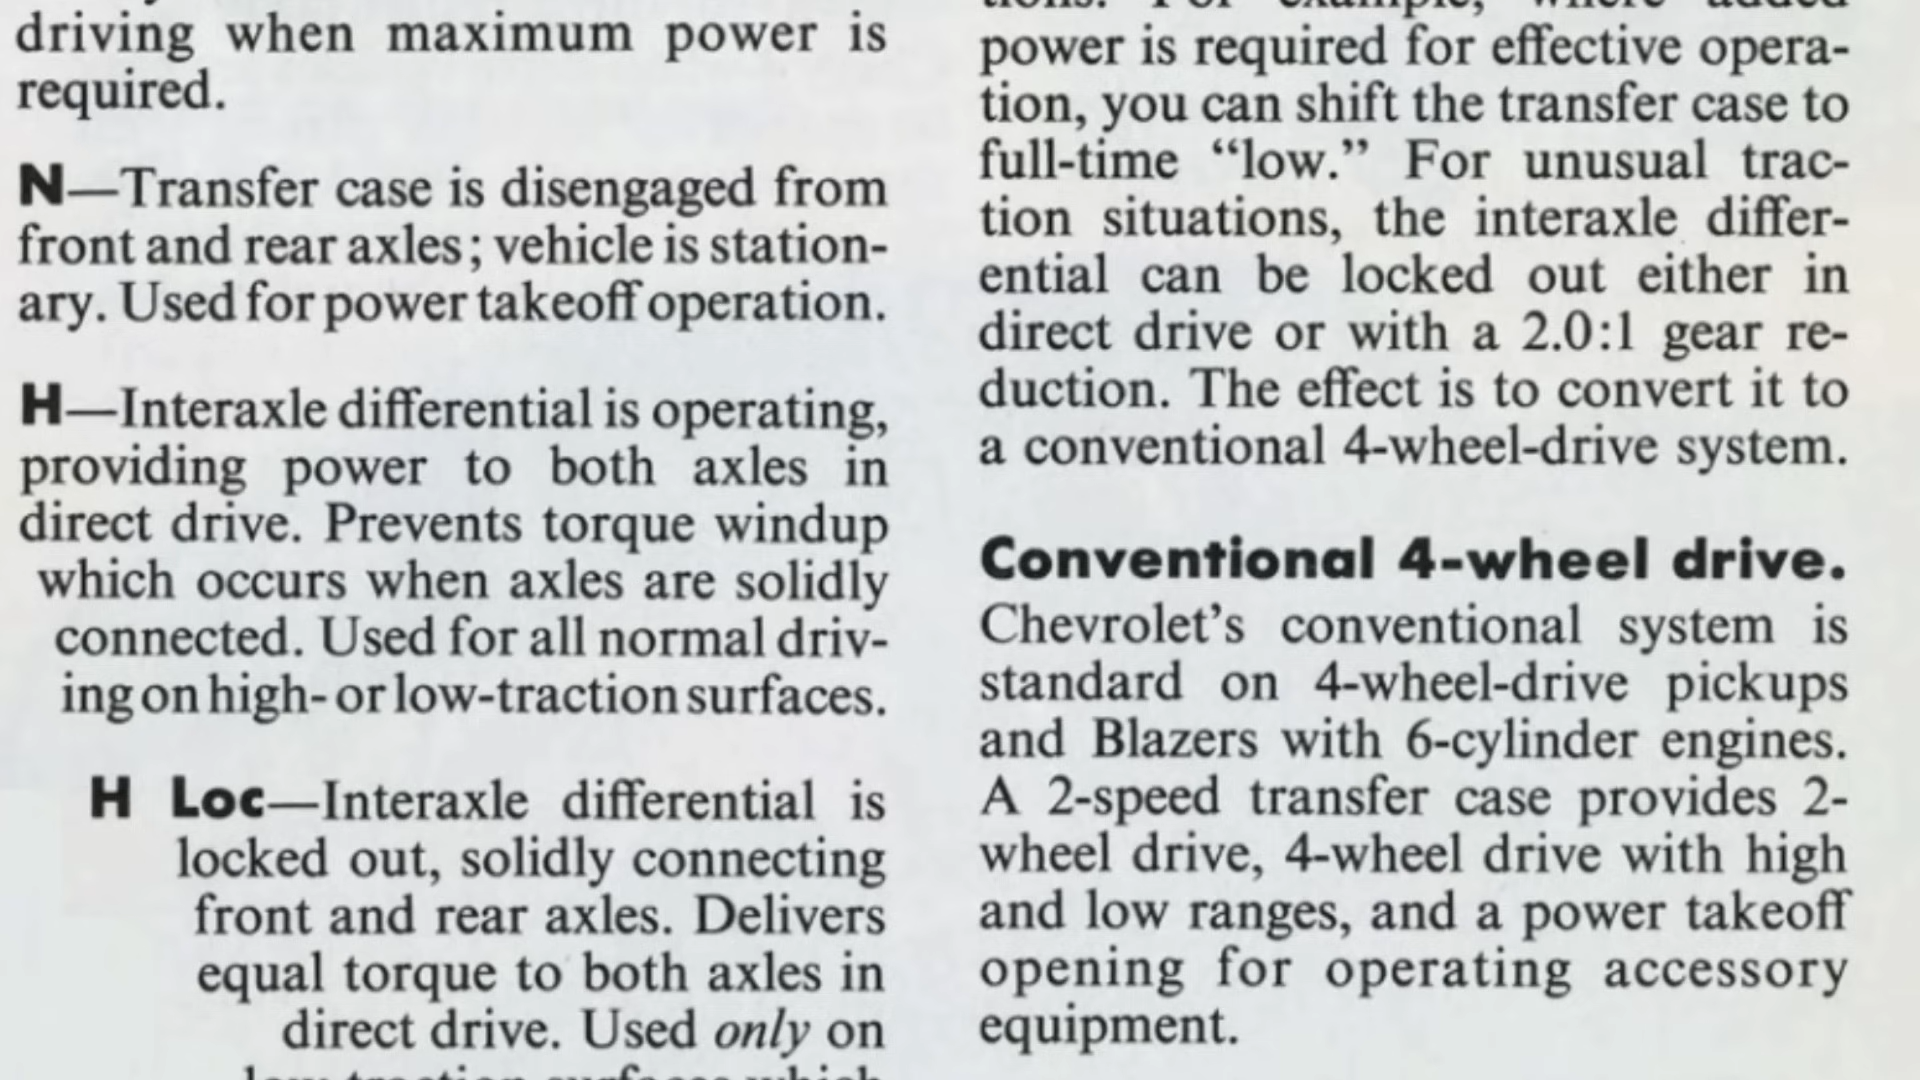 driving when maximum power is
required.
N—Transfer case is disengaged from
front and rear axles; vehicle is station-
ary. Used for power takeoff operation.
H—Interaxle differential is operating,
providing power to both axles in
direct drive. Prevents torque windup
which occurs when axles are solidly
connected. Used for all normal driv-
ing on high- or low-traction surfaces.
H Loc—Interaxle differential is
locked out, solidly connecting
front and rear axles. Delivers
equal torque to both axles in
direct drive. Used only on
low-traction surfaces which
tions. For example, where added
power is required for effective opera-
tion, you can shift the transfer case to
full-time “low.” For unusual trac-
tion situations, the interaxle differ-
ential can be locked out either in
direct drive or with a 2.0:1 gear re-
duction. The effect is to convert it to
a conventional 4-wheel-drive system.
Conventional 4-wheel drive.
Chevrolet’s conventional system is
standard on 4-wheel-drive pickups
and Blazers with 6-cylinder engines.
A 2-speed transfer case provides 2-
wheel drive, 4-wheel drive with high
and low ranges, and a power takeoff
opening for operating accessory
equipment.